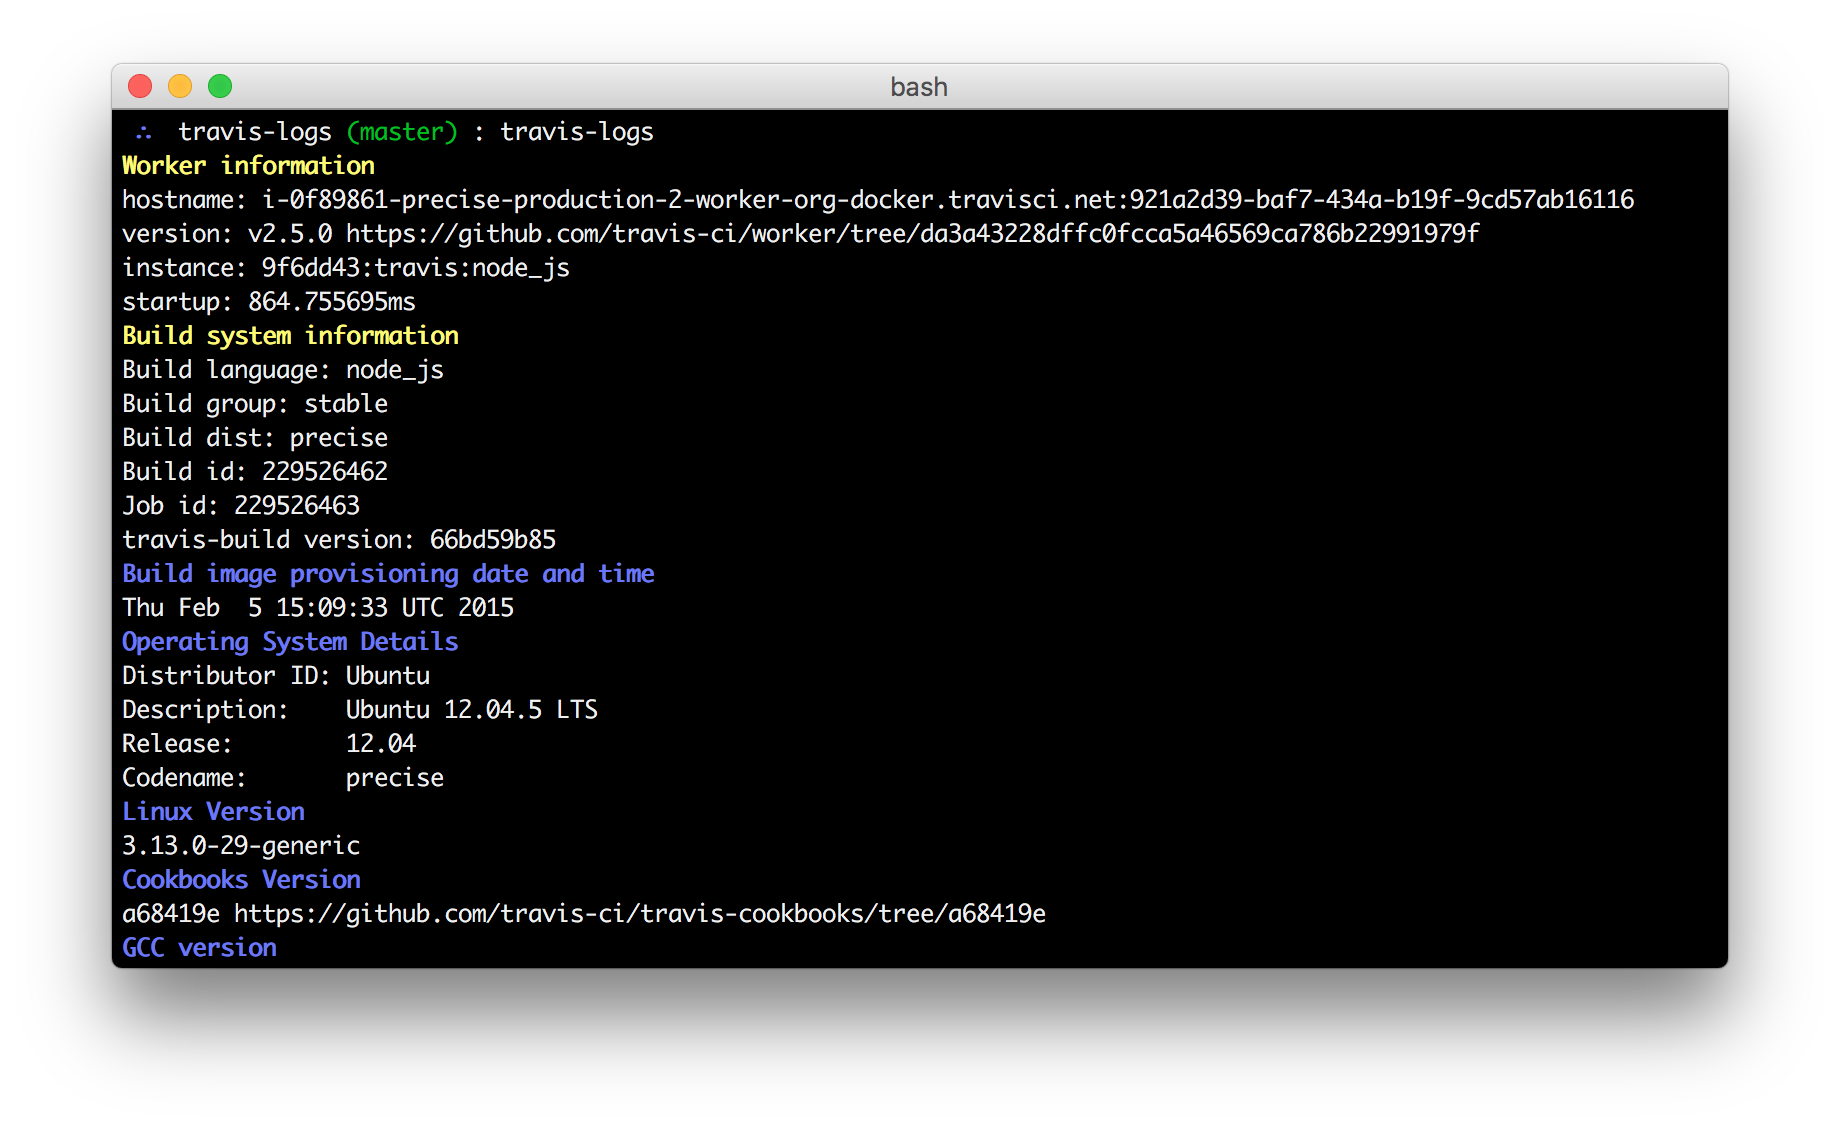 bash
∴  travis-logs (master) : travis-logs
Worker information
hostname: i-0f89861-precise-production-2-worker-org-docker.travisci.net:921a2d39-baf7-434a-b19f-9cd57ab16116
version: v2.5.0 https://github.com/travis-ci/worker/tree/da3a43228dffc0fcca5a46569ca786b22991979f
instance: 9f6dd43:travis:node_js
startup: 864.755695ms
Build system information
Build language: node_js
Build group: stable
Build dist: precise
Build id: 229526462
Job id: 229526463
travis-build version: 66bd59b85
Build image provisioning date and time
Thu Feb  5 15:09:33 UTC 2015
Operating System Details
Distributor ID: Ubuntu
Description:    Ubuntu 12.04.5 LTS
Release:        12.04
Codename:       precise
Linux Version
3.13.0-29-generic
Cookbooks Version
a68419e https://github.com/travis-ci/travis-cookbooks/tree/a68419e
GCC version